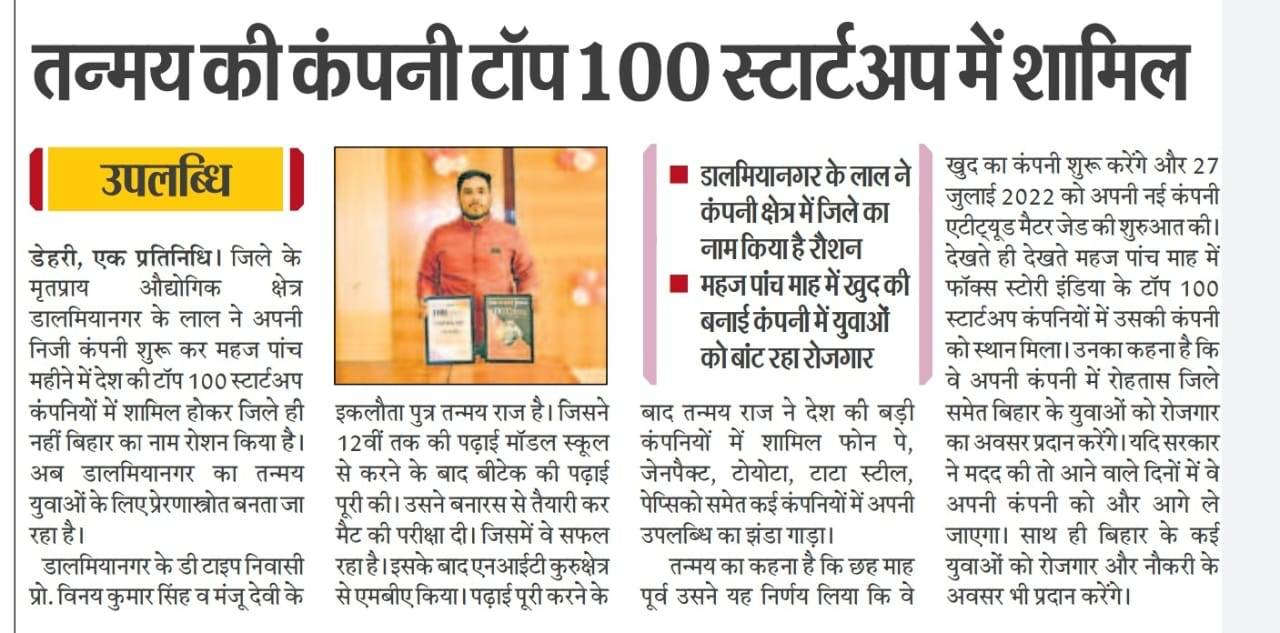 तन्मय की कंपनी टॉप 100 स्टार्टअप में शामिल
उपलब्धि
डेहरी, एक प्रतिनिधि। जिले के
मृतप्राय औद्योगिक क्षेत्र
डालमियानगर के लाल ने अपनी
निजी कंपनी शुरू कर महज पांच
महीने में देश की टॉप 100 स्टार्टअप
कंपनियों में शामिल होकर जिले ही
नहीं बिहार का नाम रोशन किया है।
अब डालमियानगर का तन्मय
युवाओं के लिए प्रेरणास्त्रोत बनता जा
रहा है।
डालमियानगर के डी टाइप निवासी
प्रो. विनय कुमार सिंह व मंजू देवी के
इकलौता पुत्र तन्मय राज है। जिसने
12वीं तक की पढ़ाई मॉडल स्कूल
से करने के बाद बीटेक की पढ़ाई
पूरी की। उसने बनारस से तैयारी कर
मैट की परीक्षा दी। जिसमें वे सफल
रहा है। इसके बाद एनआईटी कुरुक्षेत्र
से एमबीए किया। पढ़ाई पूरी करने के
डालमियानगर के लाल ने
कंपनी क्षेत्र में जिले का
नाम किया है रौशन
महज पांच माह में खुद की
बनाई कंपनी में युवाओं
को बांट रहा रोजगार
बाद तन्मय राज ने देश की बड़ी
कंपनियों में शामिल फोन पे,
जेनपैक्ट, टोयोटा, टाटा स्टील,
पेप्सिको समेत कई कंपनियों में अपनी
उपलब्धि का झंडा गाड़ा।
तन्मय का कहना है कि छह माह
पूर्व उसने यह निर्णय लिया कि वे
खुद का कंपनी शुरू करेंगे और 27
जुलाई 2022 को अपनी नई कंपनी
एटीट्यूड मैटर जेड की शुरुआत की।
देखते ही देखते महज पांच माह में
फॉक्स स्टोरी इंडिया के टॉप 100
स्टार्टअप कंपनियों में उसकी कंपनी
को स्थान मिला। उनका कहना है कि
वे अपनी कंपनी में रोहतास जिले
समेत बिहार के युवाओं को रोजगार
का अवसर प्रदान करेंगे। यदि सरकार
ने मदद की तो आने वाले दिनों में वे
अपनी कंपनी को और आगे ले
जाएगा। साथ ही बिहार के कई
युवाओं को रोजगार और नौकरी के
अवसर भी प्रदान करेंगे।